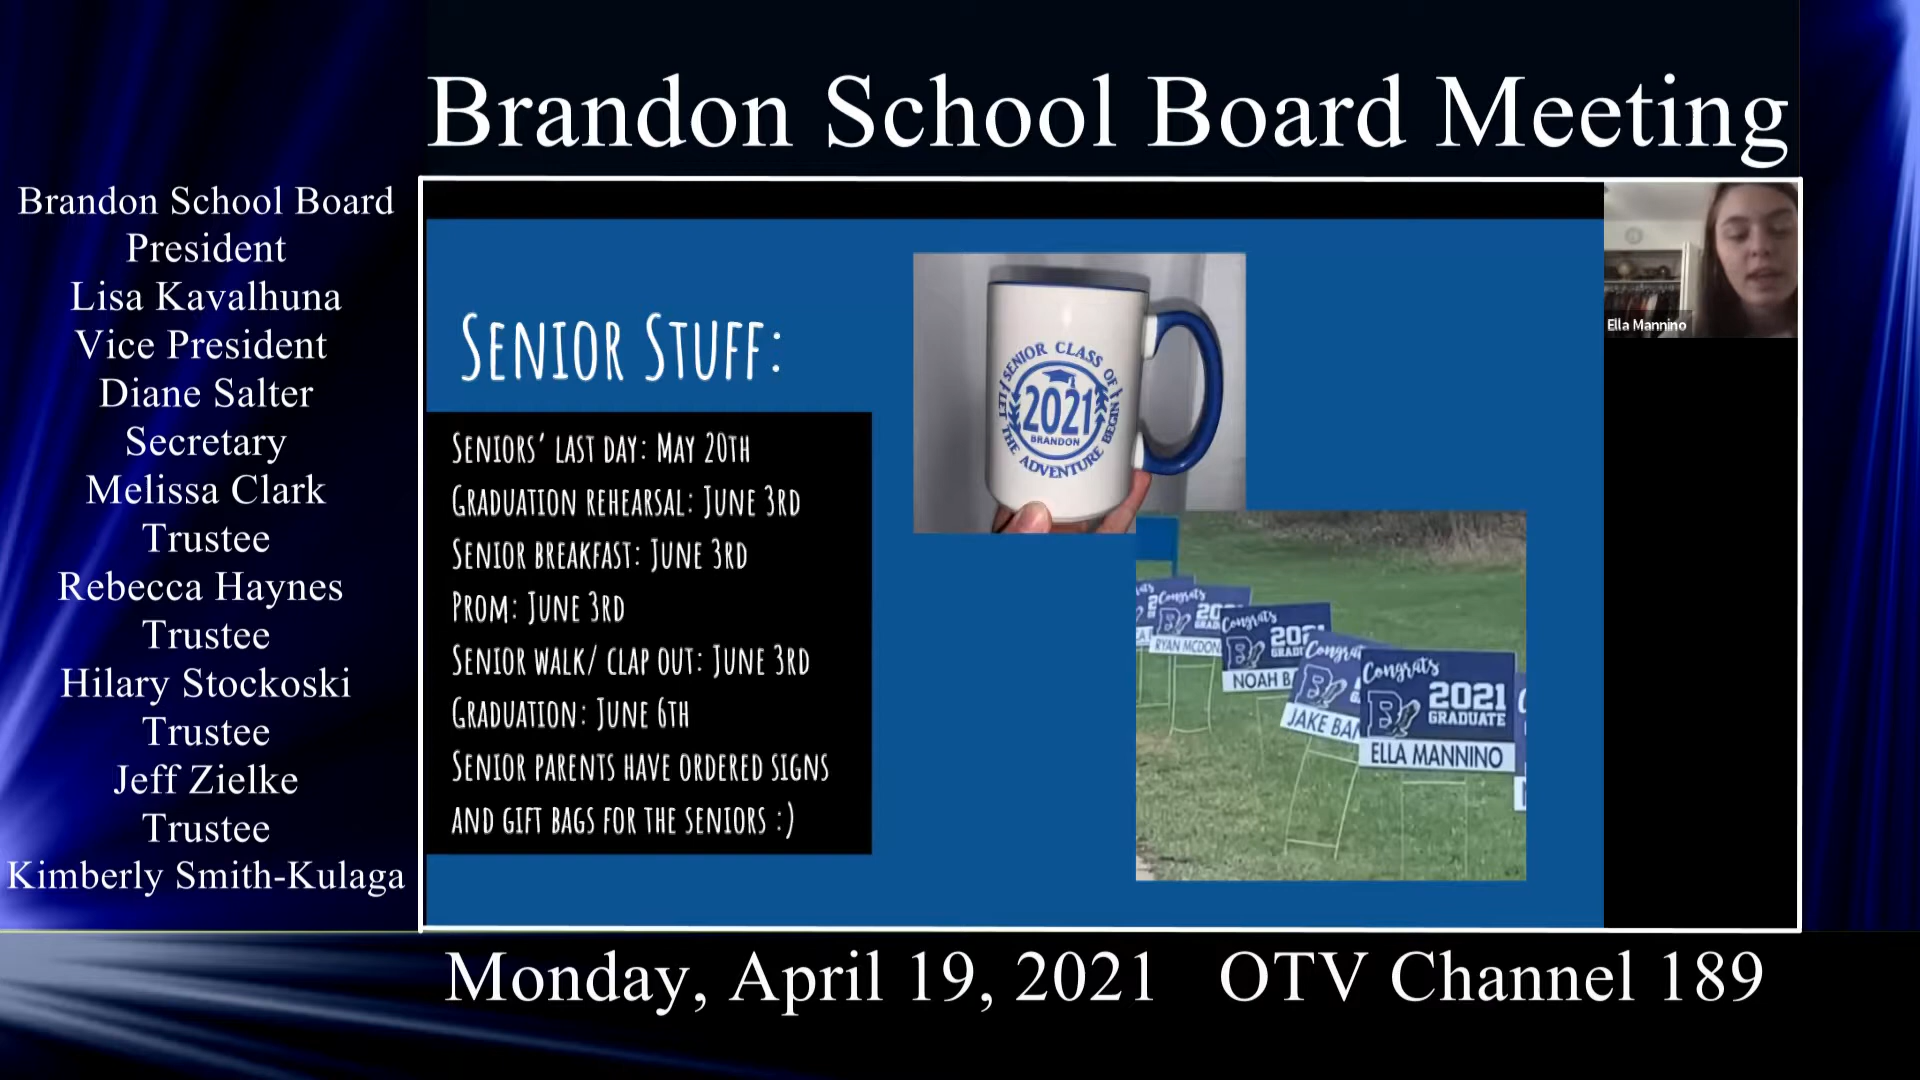 Brandon School Board Meeting
Brandon School Board
President
Lisa Kavalhuna
Vice President
Diane Salter
Secretary
Melissa Clark
Trustee
Rebecca Haynes
Trustee
Hilary Stockoski
Trustee
Jeff Zielke
Trustee
Kimberly Smith-Kulaga
Senior Stuff:
Seniors' last day: May 20th
Graduation rehearsal: June 3rd
Senior breakfast: June 3rd
Prom: June 3rd
Senior walk/ clap out: June 3rd
Graduation: June 6th
Senior parents have ordered signs
and gift bags for the seniors :)
SENIOR CLASS OF
2021
BRANDON
LET THE ADVENTURE BEGIN
Congrats
RYAN
Congrats
B
NOAH
B
JAKE
Congrats
B
2021
GRADUATE
ELLA MANNINO
Ella Mannino
Monday, April 19, 2021 OTV Channel 189